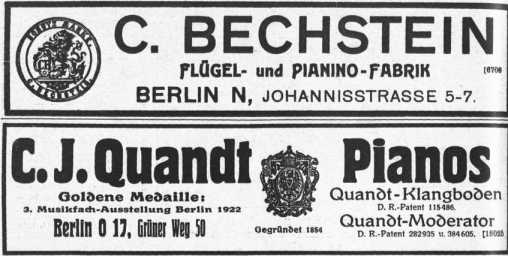 C. BECHSTEIN
FLÜGEL- und PIANINO-FABRIK
[6706
BERLIN N, JOHANNISSTRASSE 5-7.
C. J. Quandt
Goldene Medaille:
3. Musikfach-Ausstellung Berlin 1922
Berlin O 17, Grüner Weg 50
Gegründet 1854
Pianos
Quandt-Klangboden
D. R.-Patent 115486.
Quandt-Moderator
D. R.-Patent 282935 u. 384605.